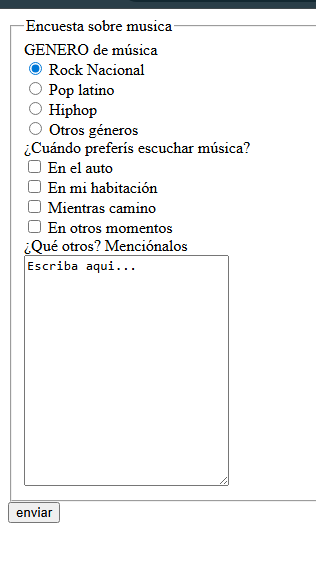 Encuesta sobre musica
GENERO de música
Rock Nacional
Pop latino
Hiphop
Otros géneros
¿Cuándo preferís escuchar música?
En el auto
En mi habitación
Mientras camino
En otros momentos
¿Qué otros? Menciónalos
Escriba aqui...
enviar